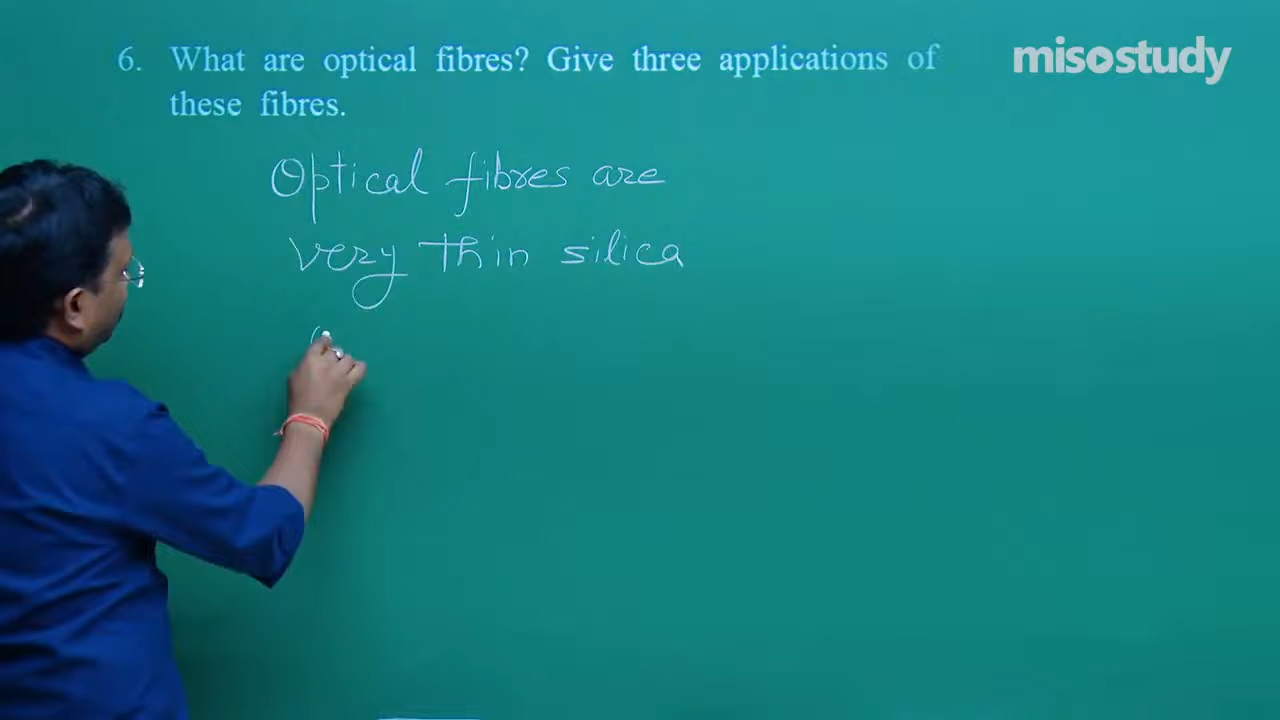 6. What are optical fibres? Give three applications of
these fibres.
misostudy
Optical fibres are
very thin silica